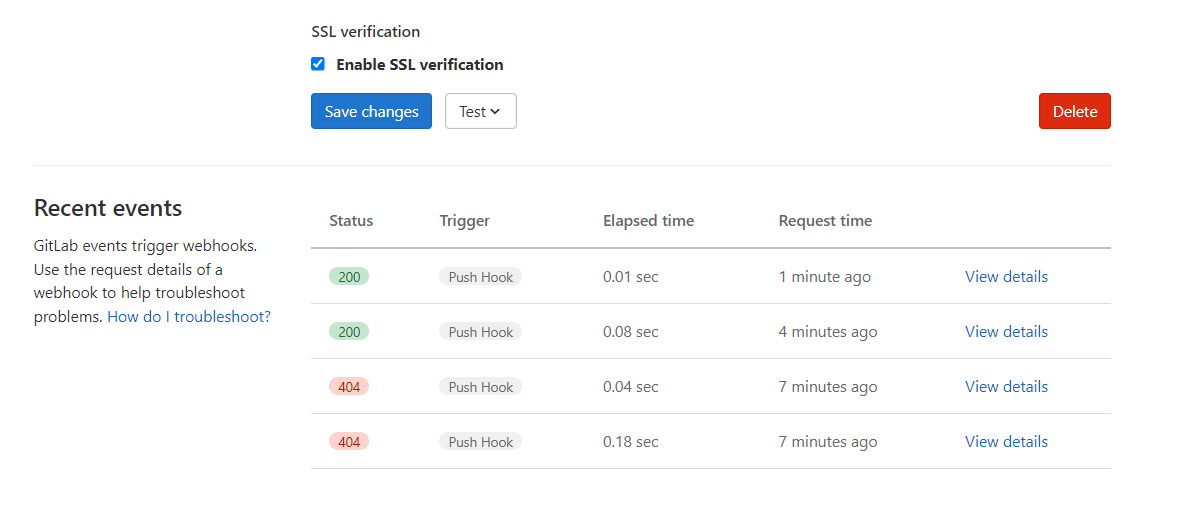 SSL verification
Enable SSL verification
Save changes
Test
Delete
Recent events
GitLab events trigger webhooks.
Use the request details of a
webhook to help troubleshoot
problems. How do I troubleshoot?
Status Trigger Elapsed time Request time
200 Push Hook 0.01 sec 1 minute ago View details
200 Push Hook 0.08 sec 4 minutes ago View details
404 Push Hook 0.04 sec 7 minutes ago View details
404 Push Hook 0.18 sec 7 minutes ago View details